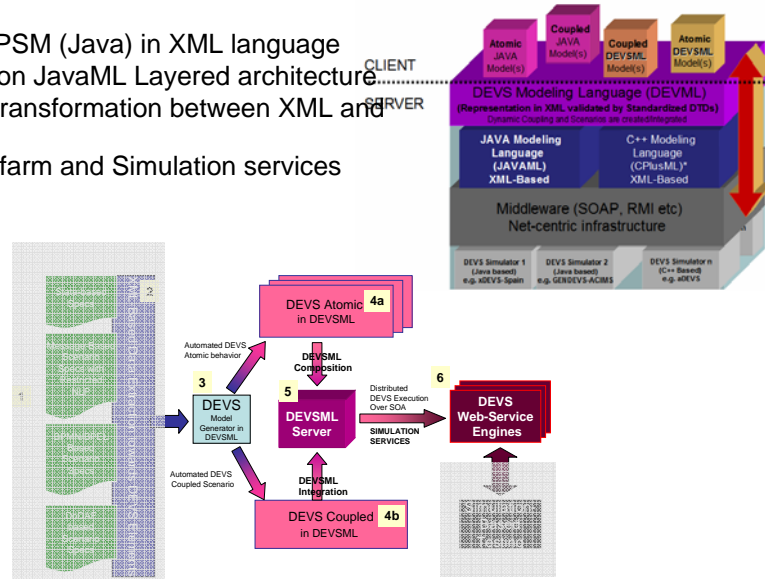 PSM (Java) in XML language
on JavaML Layered architecture
ransformation between XML and
farm and Simulation services
CLIENT
SERVER
Atomic
JAVA
Model(s)
Coupled
JAVA
Model(s)
Coupled
DEVSML
Model(s)
Atomic
DEVSML
Model(s)
DEVS Modeling Language (DEVML)
(Representation in XML validated by Standardized DTDs)
Dynamic Coupling and Scenarios are created/integrated
JAVA Modeling
Language
(JAVAML)
XML-Based
C++ Modeling
Language
(CPlusML)*
XML-Based
Middleware (SOAP, RMI etc)
Net-centric infrastructure
DEVS Simulator 1
(Java based)
e.g. xDEVS-Spain
DEVS Simulator 2
(Java based)
e.g. GENDEVS-ACIMS
DEVS Simulator n
(C++ Based)
e.g. aDEVS
DEVS Atomic
in DEVSML
4a
Automated DEVS
Atomic behavior
DEVSML
Composition
3
DEVS
Model
Generator in
DEVSML
5
DEVSML
Server
Distributed
DEVS Execution
Over SOA
SIMULATION
SERVICES
6
DEVS
Web-Service
Engines
Automated DEVS
Coupled Scenario
DEVSML
Integration
DEVS Coupled
in DEVSML
4b